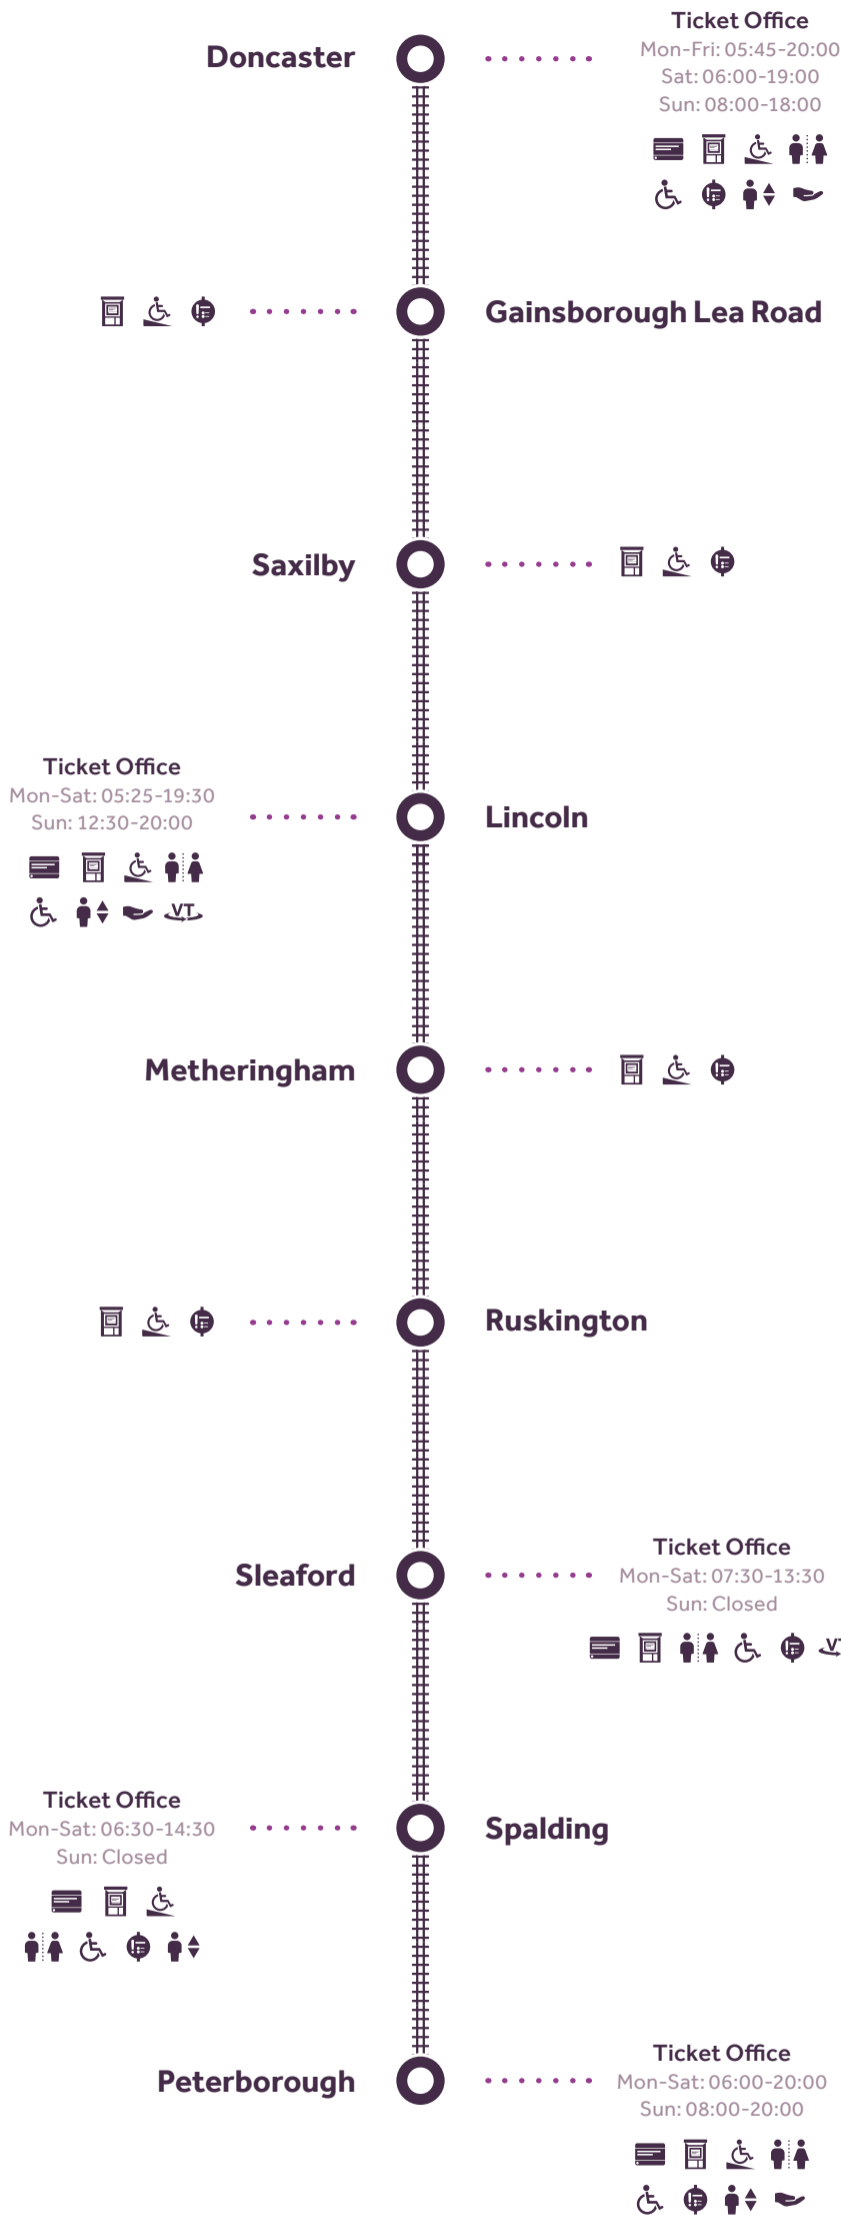 Doncaster
Ticket Office
Mon-Fri: 05:45-20:00
Sat: 06:00-19:00
Sun: 08:00-18:00
Gainsborough Lea Road
Saxilby
Ticket Office
Mon-Sat: 05:25-19:30
Sun: 12:30-20:00
Lincoln
VT
Metheringham
Ruskington
Sleaford
Ticket Office
Mon-Sat: 07:30-13:30
Sun: Closed
Ticket Office
Mon-Sat: 06:30-14:30
Sun: Closed
Spalding
Peterborough
Ticket Office
Mon-Sat: 06:00-20:00
Sun: 08:00-20:00